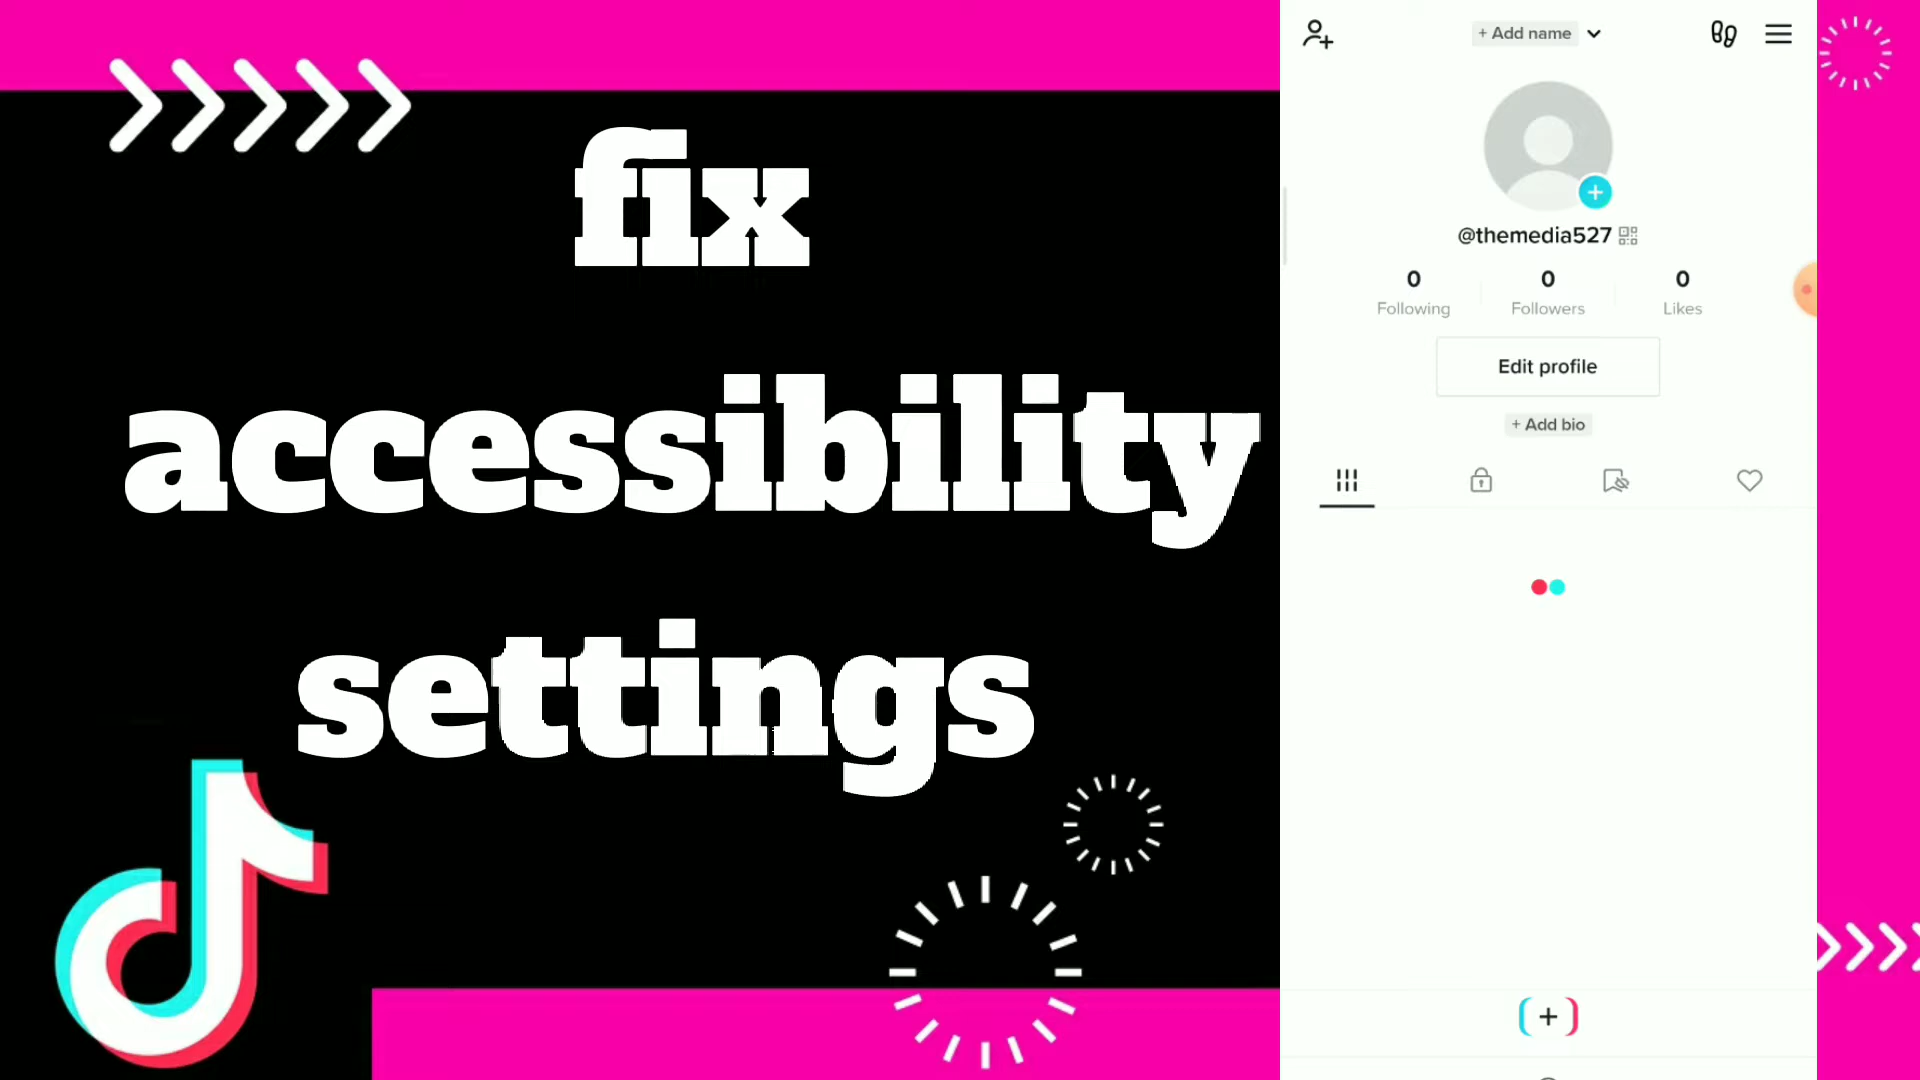 fix
accessibility
settings
+ Add name
@themedia527
0 0 0
Following Followers Likes
Edit profile
+ Add bio